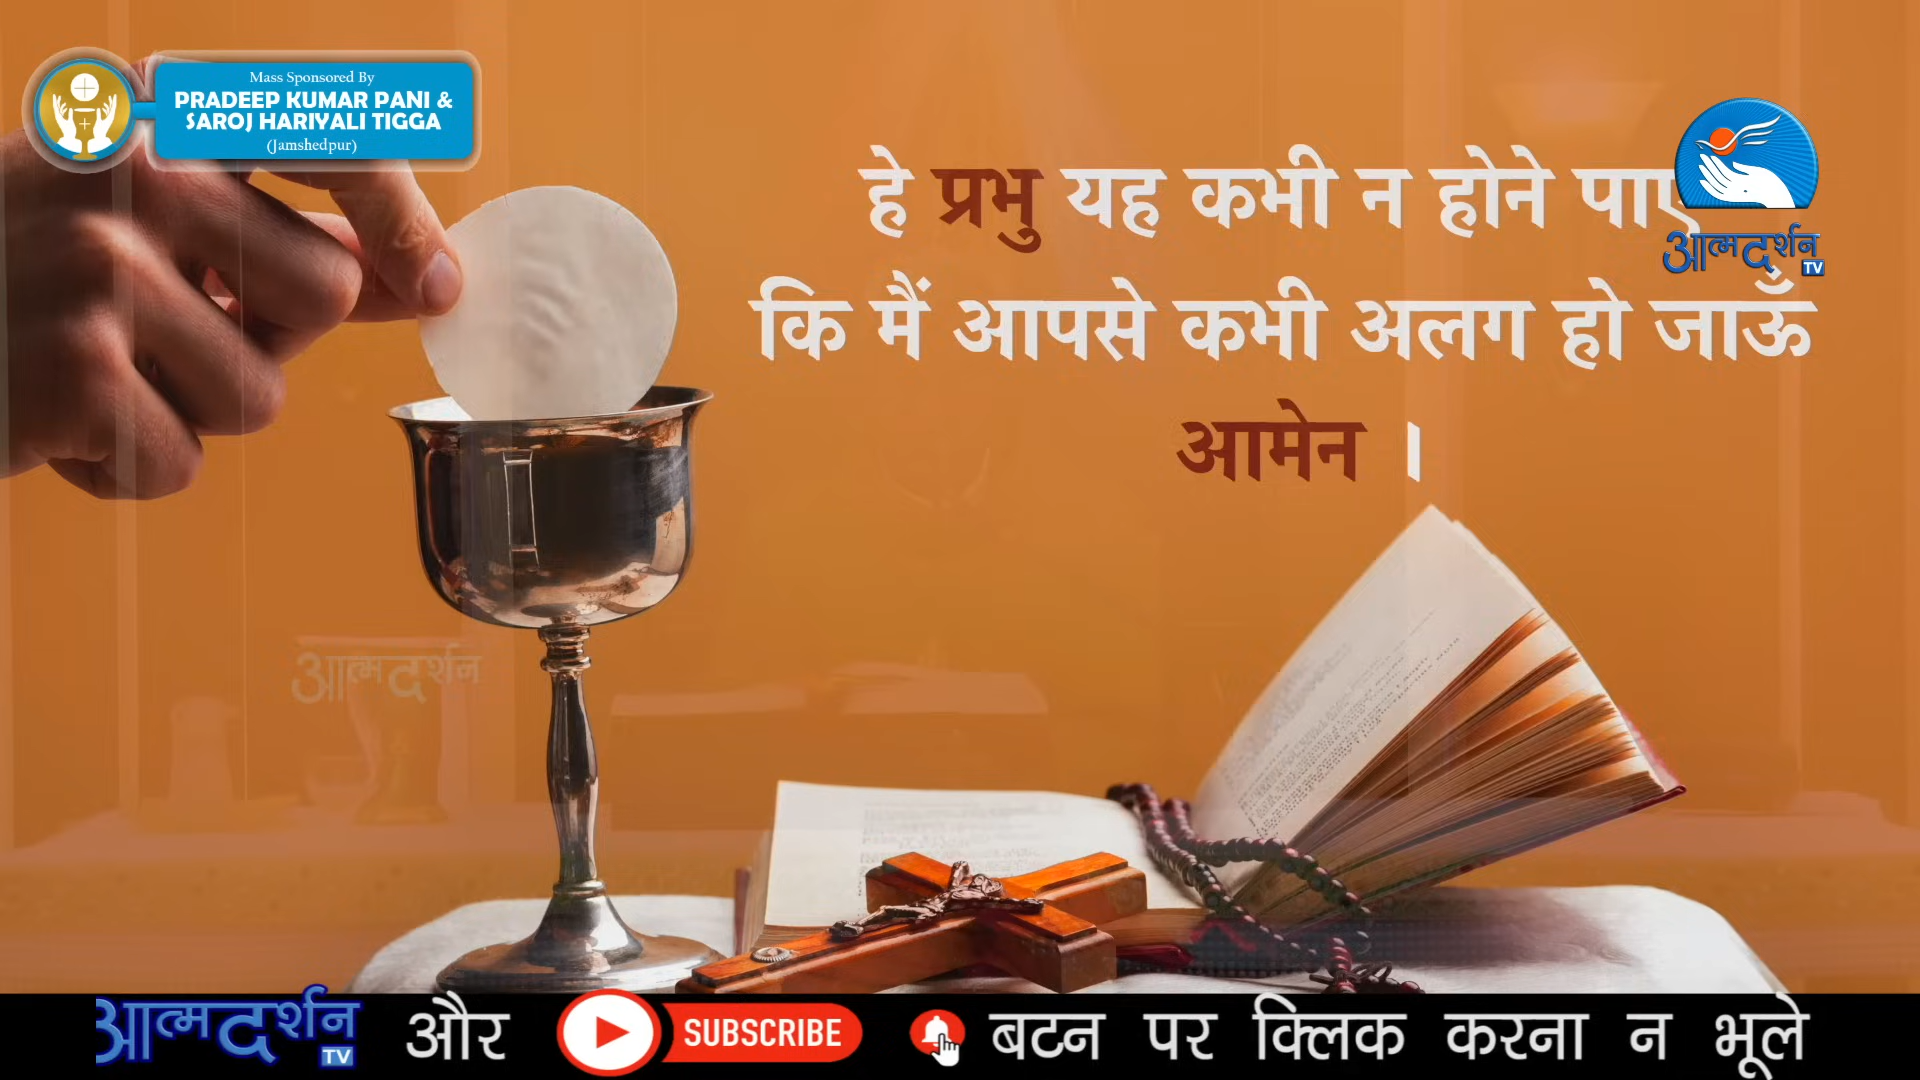 Mass Sponsored By
PRADEEP KUMAR PANI &
SAROJ HARIYALI TIGGA
(Jamshedpur)
हे प्रभु यह कभी न होने पाए
कि मैं आपसे कभी अलग हो जाऊँ
आमेन ।
आत्मदर्शन
TV
आत्मदर्शन
आत्मदर्शन TV और SUBSCRIBE बटन पर क्लिक करना न भूले